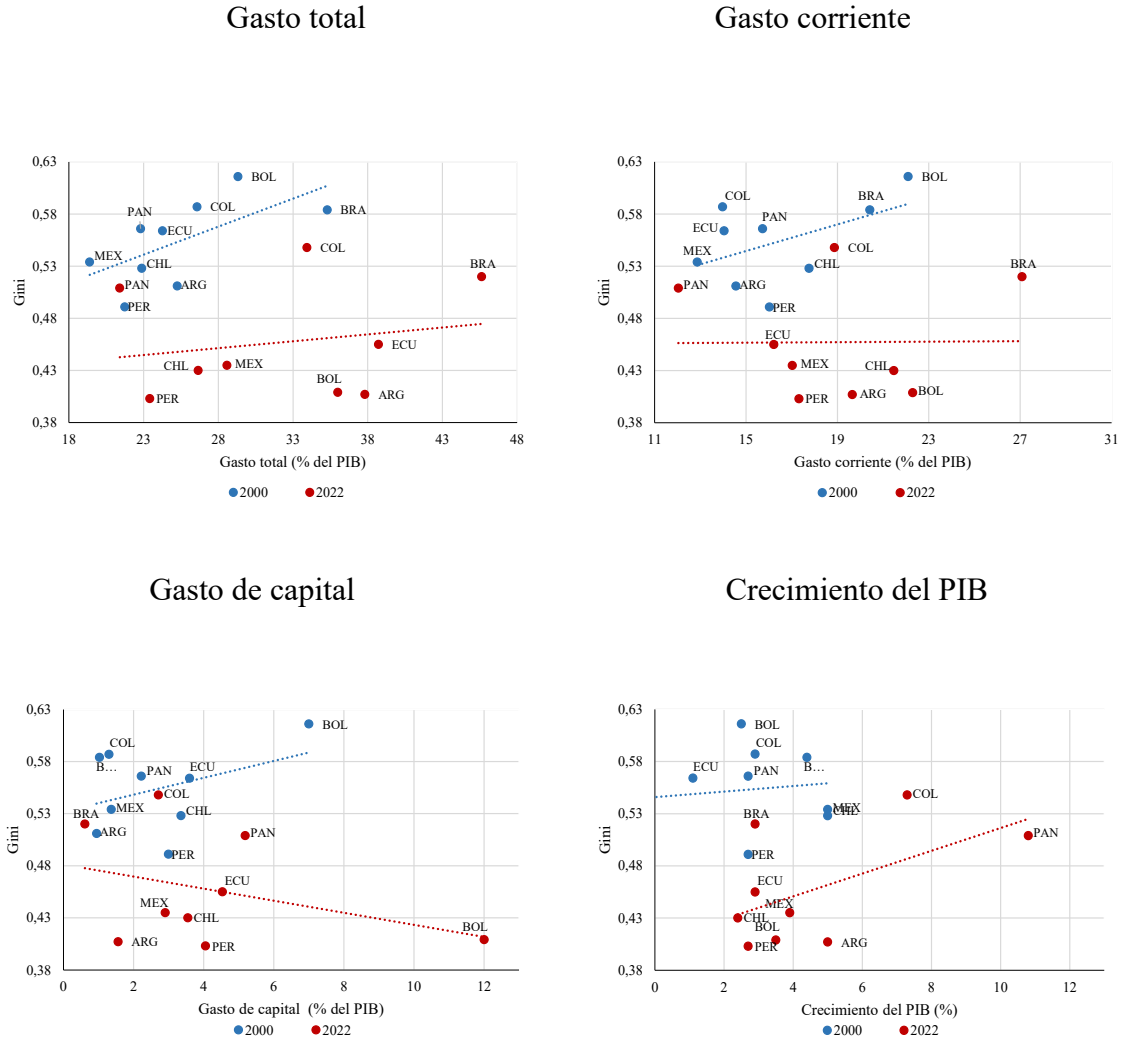 Gasto total
0,63
0,58
0,53
0,48
0,43
0,38
Gini
BOL
COL
PAN
BRA
ECU
MEX
CHL
COL
BRA
PAN
ARG
PER
ECU
CHL
MEX
BOL
ARG
PER
18 23 28 33 38 43 48
Gasto total (% del PIB)
2000 2022
Gasto corriente
0,63
0,58
0,53
0,48
0,43
0,38
Gini
BOL
COL
BRA
PAN
ECU
COL
MEX
CHL
BRA
PAN
ARG
PER
ECU
MEX
CHL
BOL
ARG
PER
11 15 19 23 27 31
Gasto corriente (% del PIB)
2000 2022
Gasto de capital
0,63
0,58
0,53
0,48
0,43
0,38
Gini
BOL
COL
B…
PAN
ECU
COL
BRA
MEX
CHL
ARG
PAN
PER
ECU
MEX
CHL
BOL
ARG
PER
0 2 4 6 8 10 12
Gasto de capital (% del PIB)
2000 2022
Crecimiento del PIB
0,63
0,58
0,53
0,48
0,43
0,38
Gini
BOL
COL
ECU
PAN
B…
COL
BRA
MEX
CHL
PAN
PER
ECU
MEX
CHL
BOL
PER
ARG
0 2 4 6 8 10 12
Crecimiento del PIB (%)
2000 2022